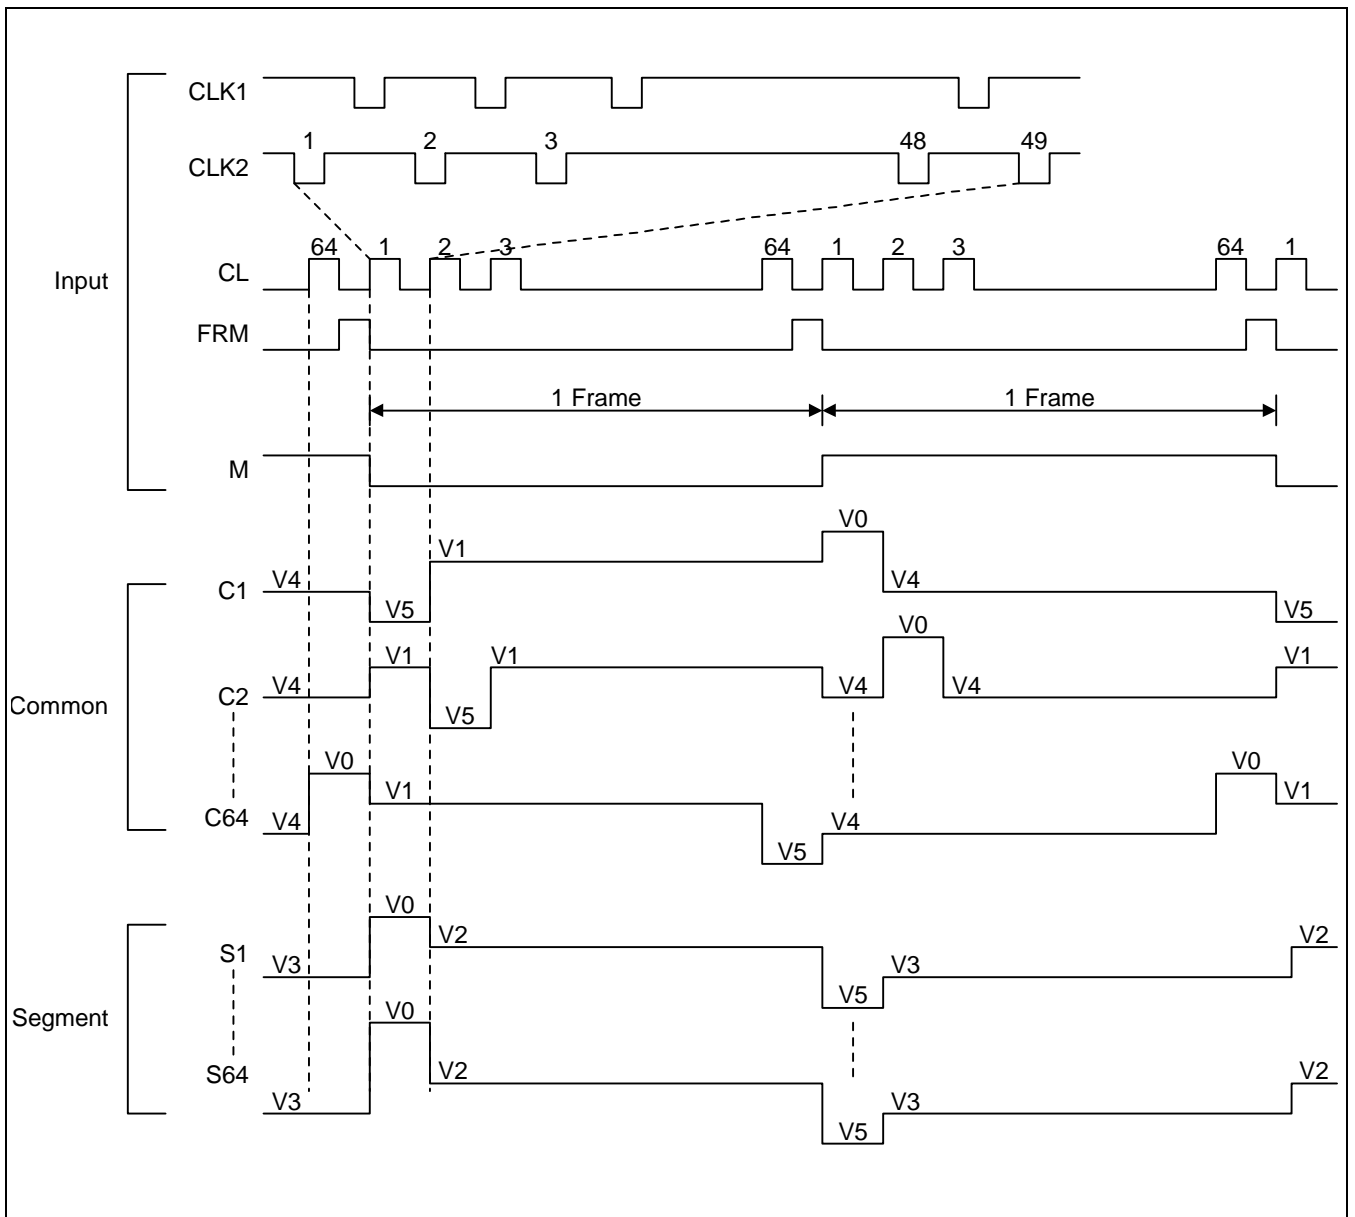 CLK1
1 2 3 48 49
CLK2
64 1 2 3 64 1 2 3 64 1
CL
Input
FRM
1 Frame 1 Frame
M
V0
V1
V4 V4
C1
V5 V5
V0
V1 V1 V1
V4 V4 V4
C2
Common
V5
V0 V0
V1 V1
C64
V4 V4
V5
V0
V2 V2
S1
V3 V3
V5
V0
Segment
V2 V2
S64
V3 V3
V5